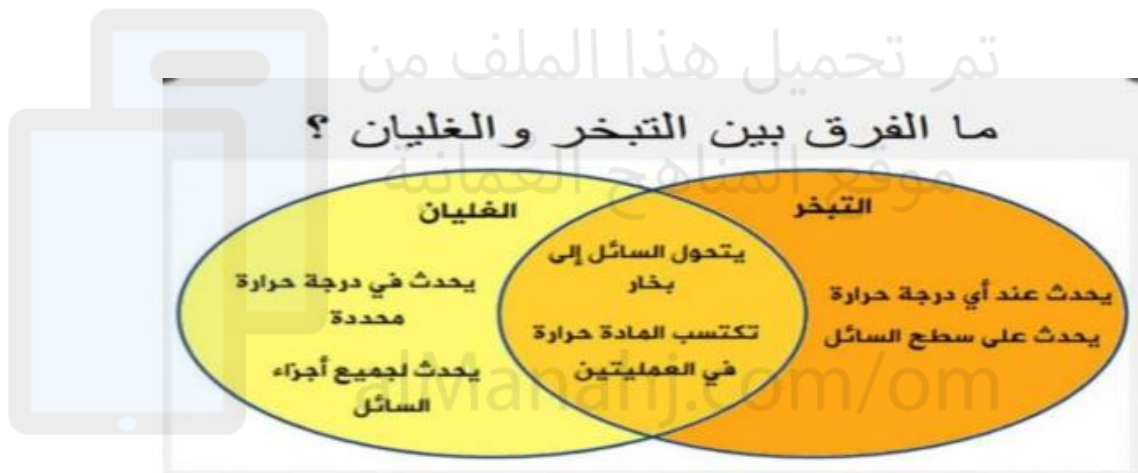 تم تحميل هذا الملف من
ما الفرق بين التبخر والغليان ؟
موقع المناهج العمانية
التبخر
يحدث عند أي درجة حرارة
يحدث على سطح السائل
يتحول السائل إلى
بخار
تكتسب المادة حرارة
في العمليتين
الغليان
يحدث في درجة حرارة
محددة
يحدث لجميع أجزاء
السائل
alManahj.com/om